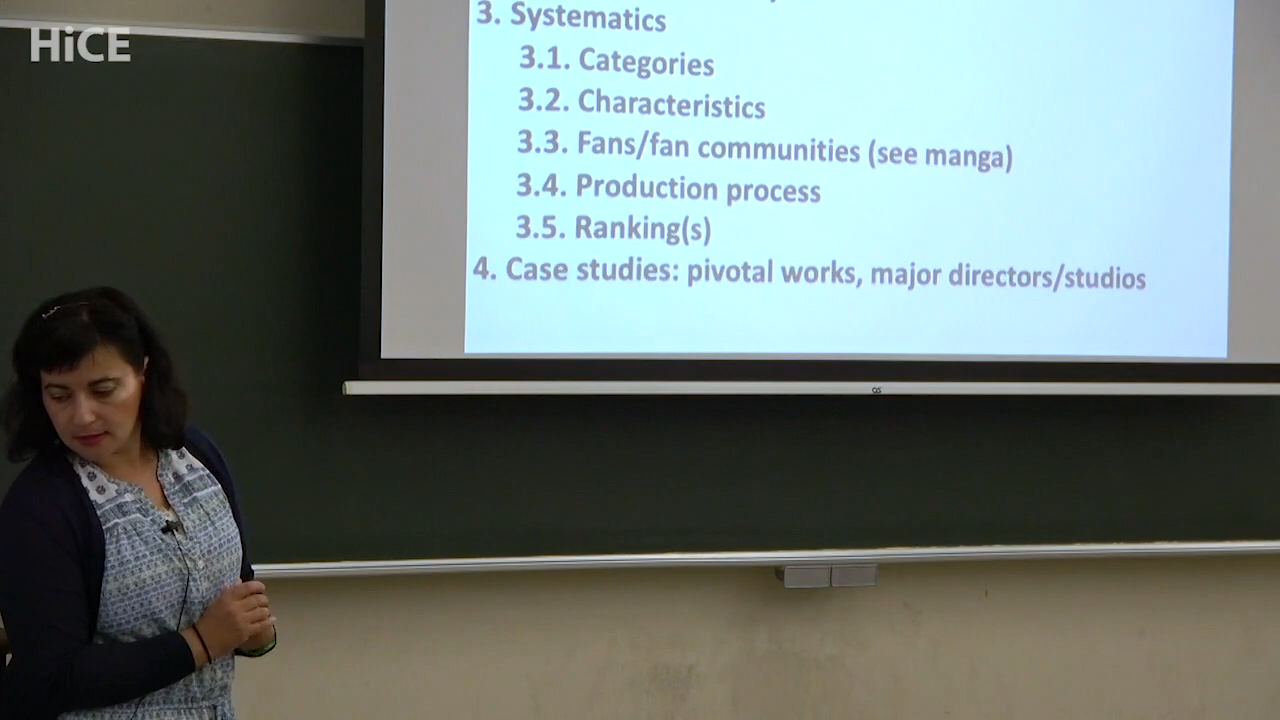 HiCE
3. Systematics
3.1. Categories
3.2. Characteristics
3.3. Fans/fan communities (see manga)
3.4. Production process
3.5. Ranking(s)
4. Case studies: pivotal works, major directors/studios